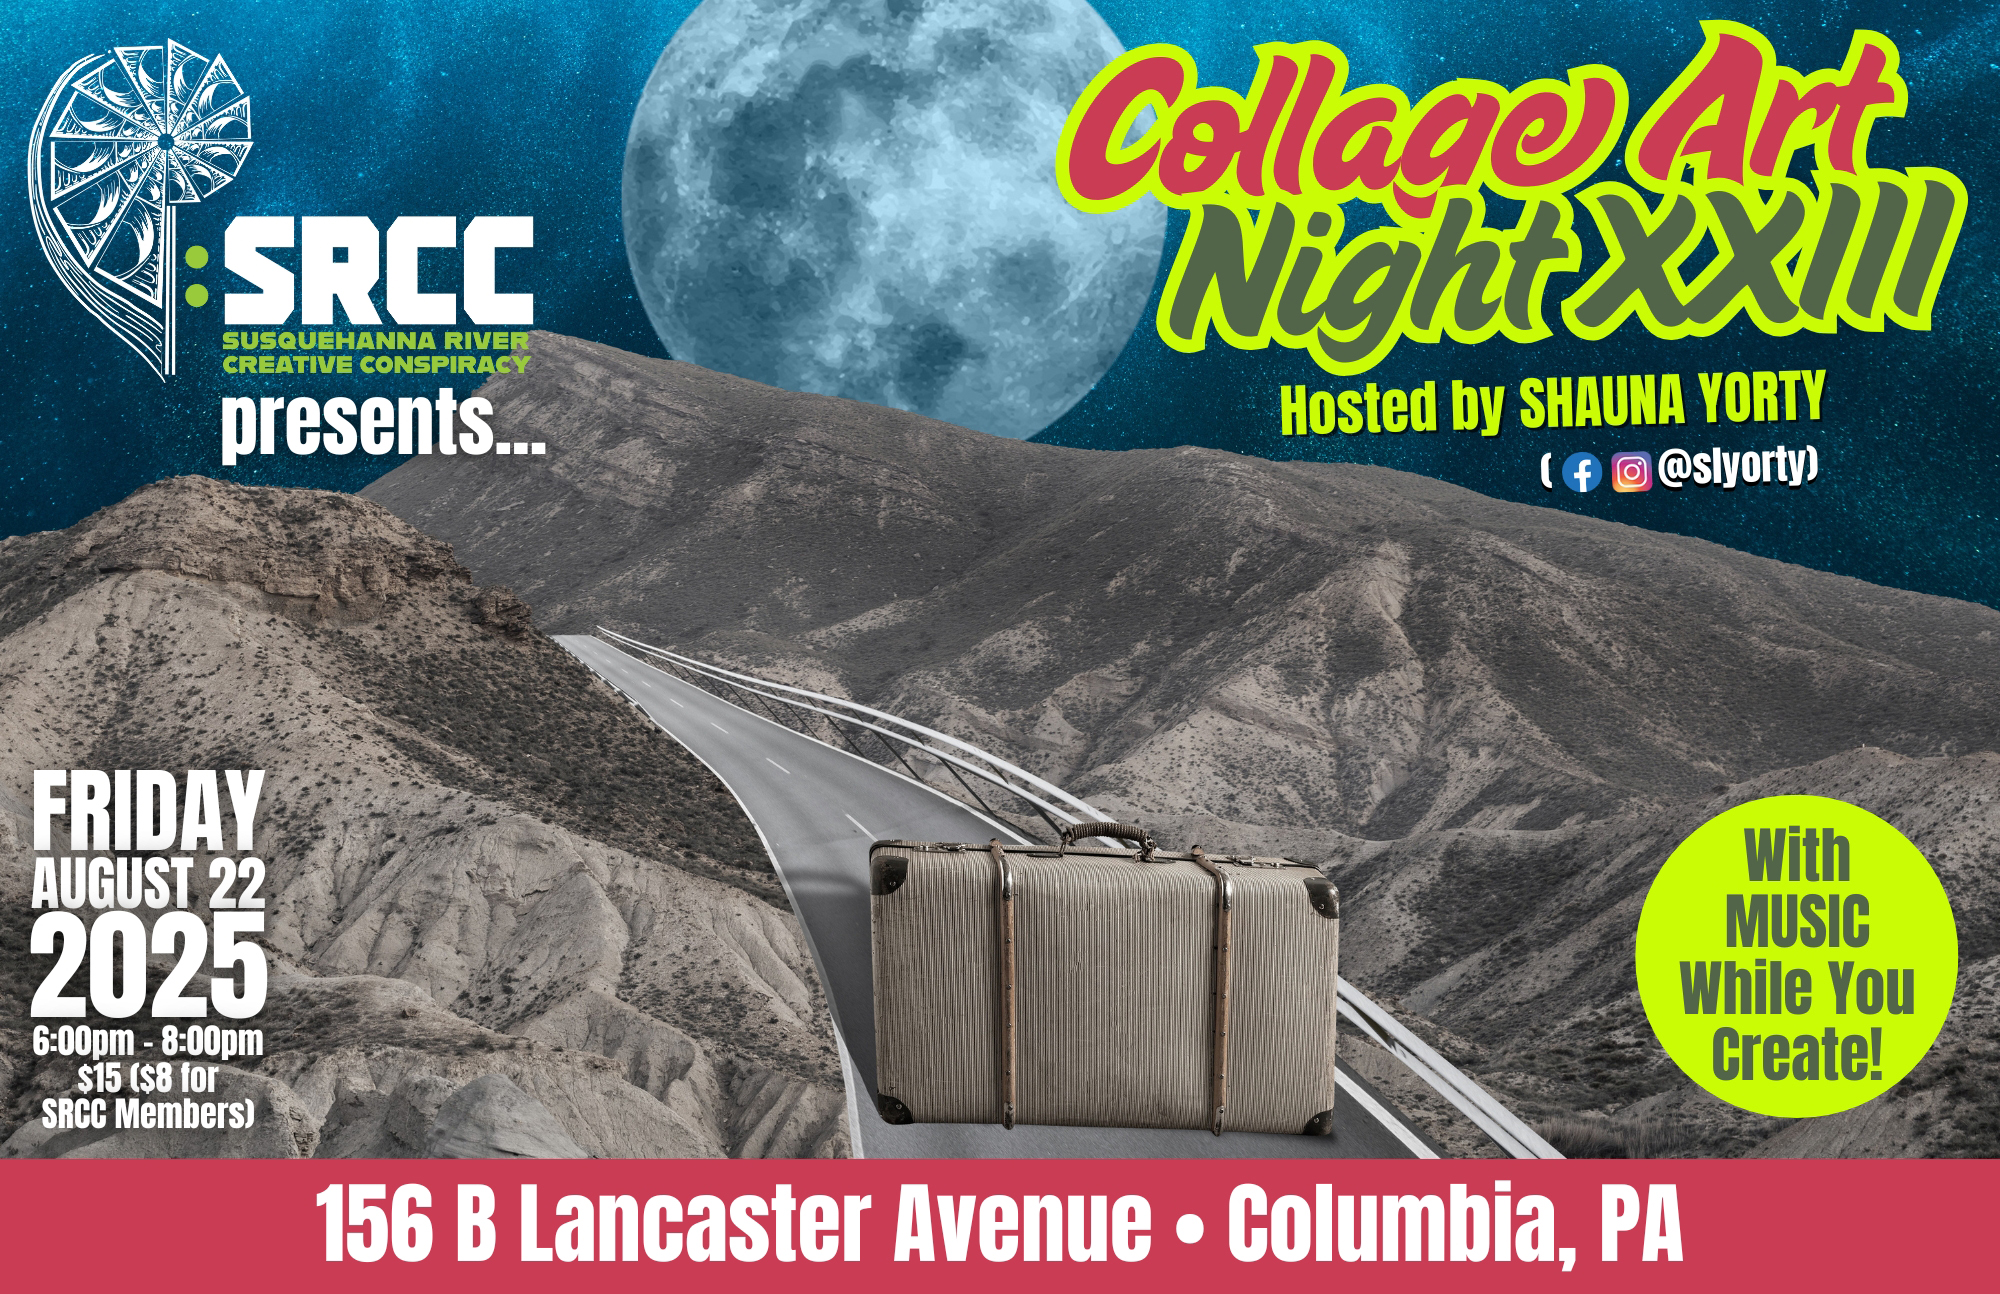 :SRCC
SUSQUEHANNA RIVER
CREATIVE CONSPIRACY
presents...
Collage Art
Night XXIII
Hosted by SHAUNA YORTY
( @slyorty)
FRIDAY
AUGUST 22
2025
6:00pm - 8:00pm
$15 ($8 for
SRCC Members)
With
MUSIC
While You
Create!
156 B Lancaster Avenue • Columbia, PA